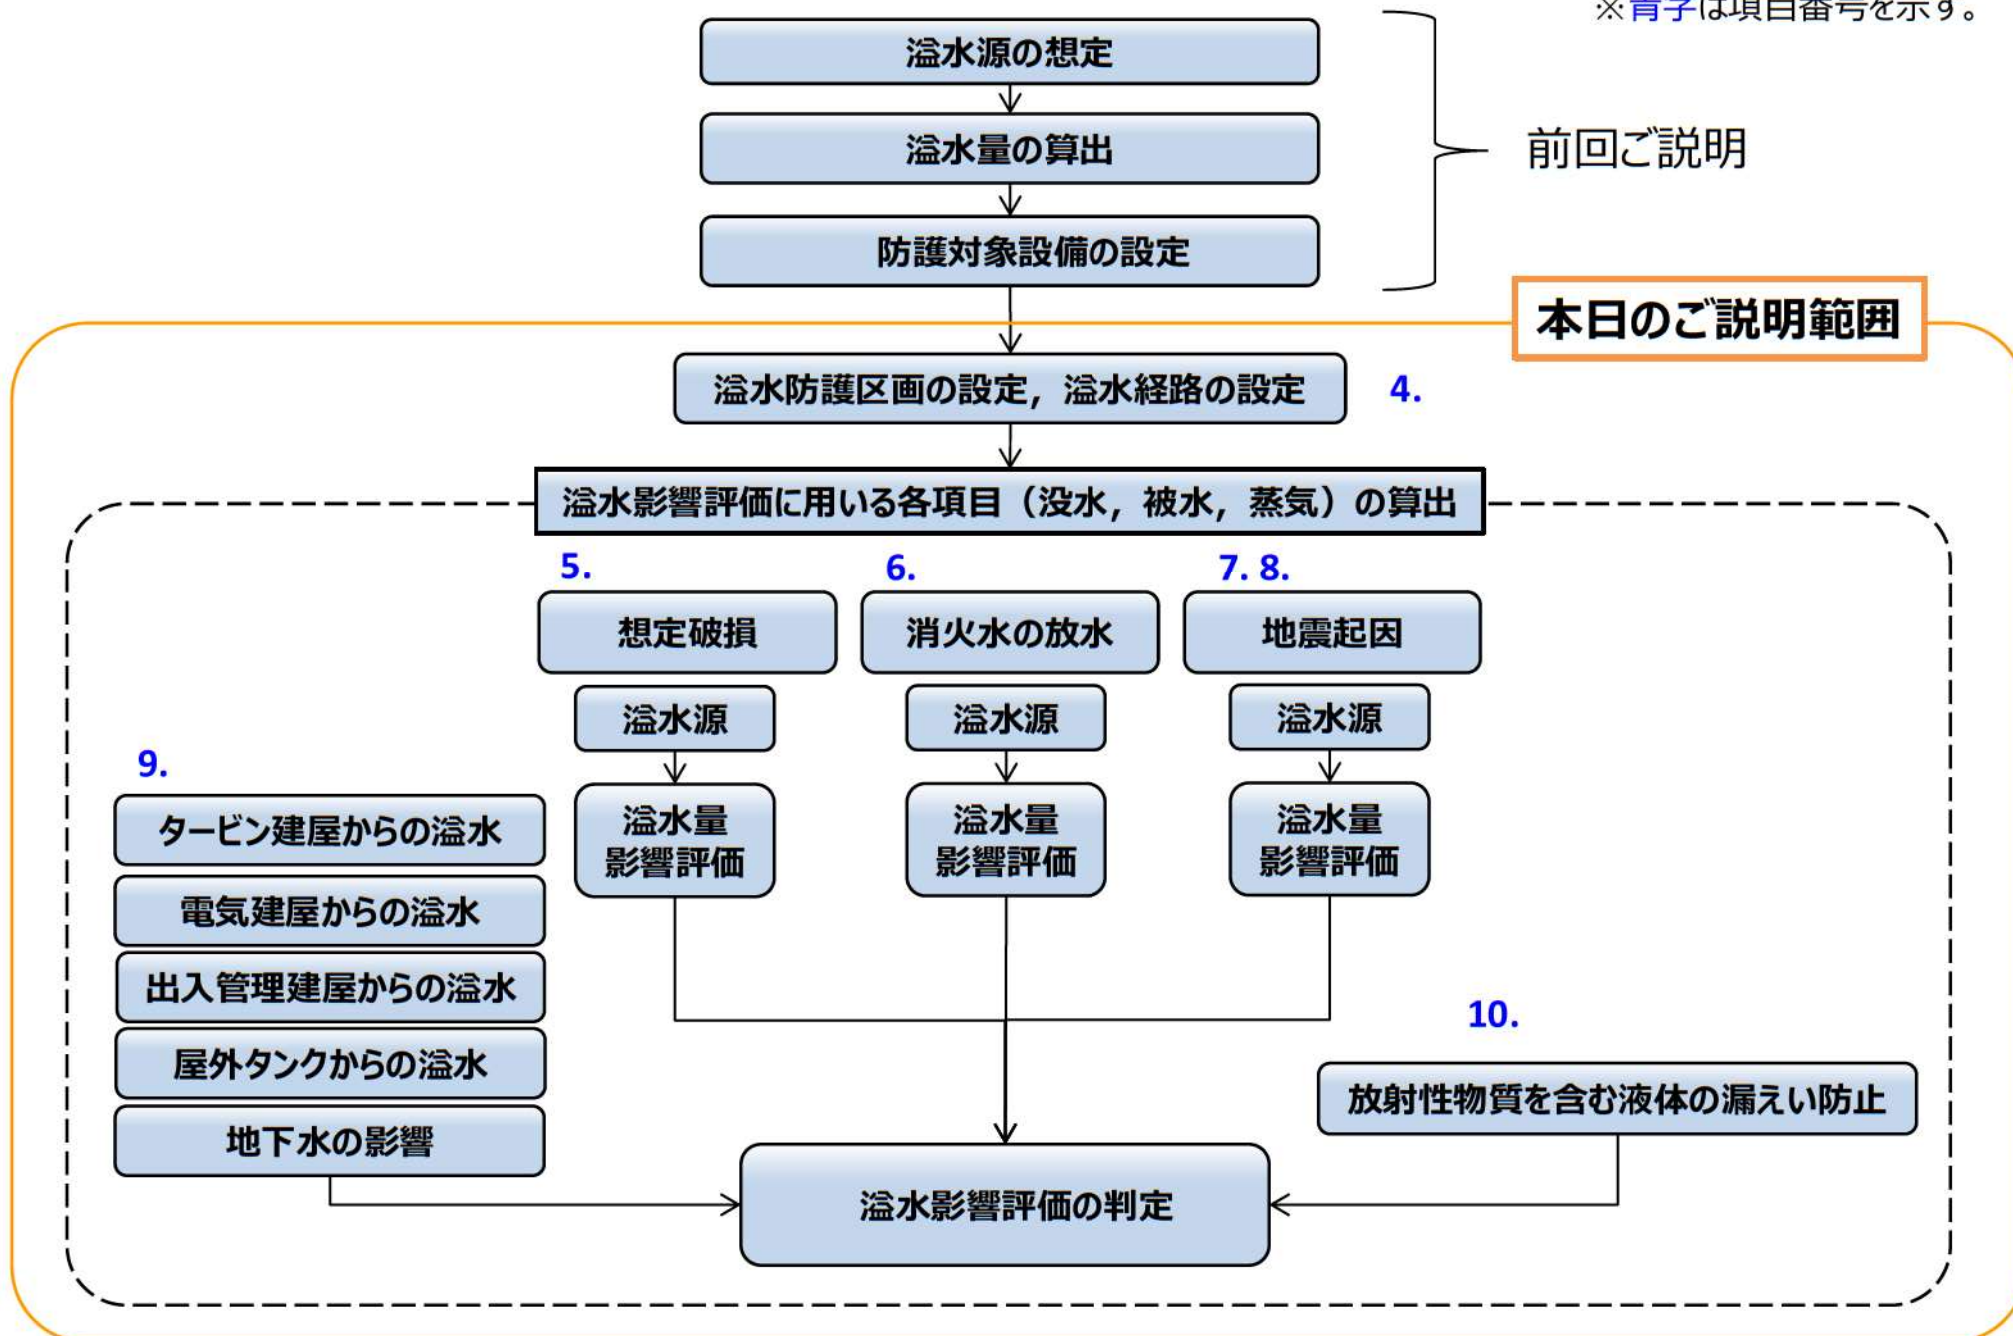 ※青字は項目番号を示す。
溢水源の想定
溢水量の算出
防護対象設備の設定
前回ご説明
本日のご説明範囲
溢水防護区画の設定，溢水経路の設定
4.
溢水影響評価に用いる各項目（没水，被水，蒸気）の算出
5.
6.
7. 8.
想定破損
消火水の放水
地震起因
溢水源
溢水源
溢水源
溢水量
影響評価
溢水量
影響評価
溢水量
影響評価
9.
タービン建屋からの溢水
電気建屋からの溢水
出入管理建屋からの溢水
屋外タンクからの溢水
地下水の影響
10.
放射性物質を含む液体の漏えい防止
溢水影響評価の判定